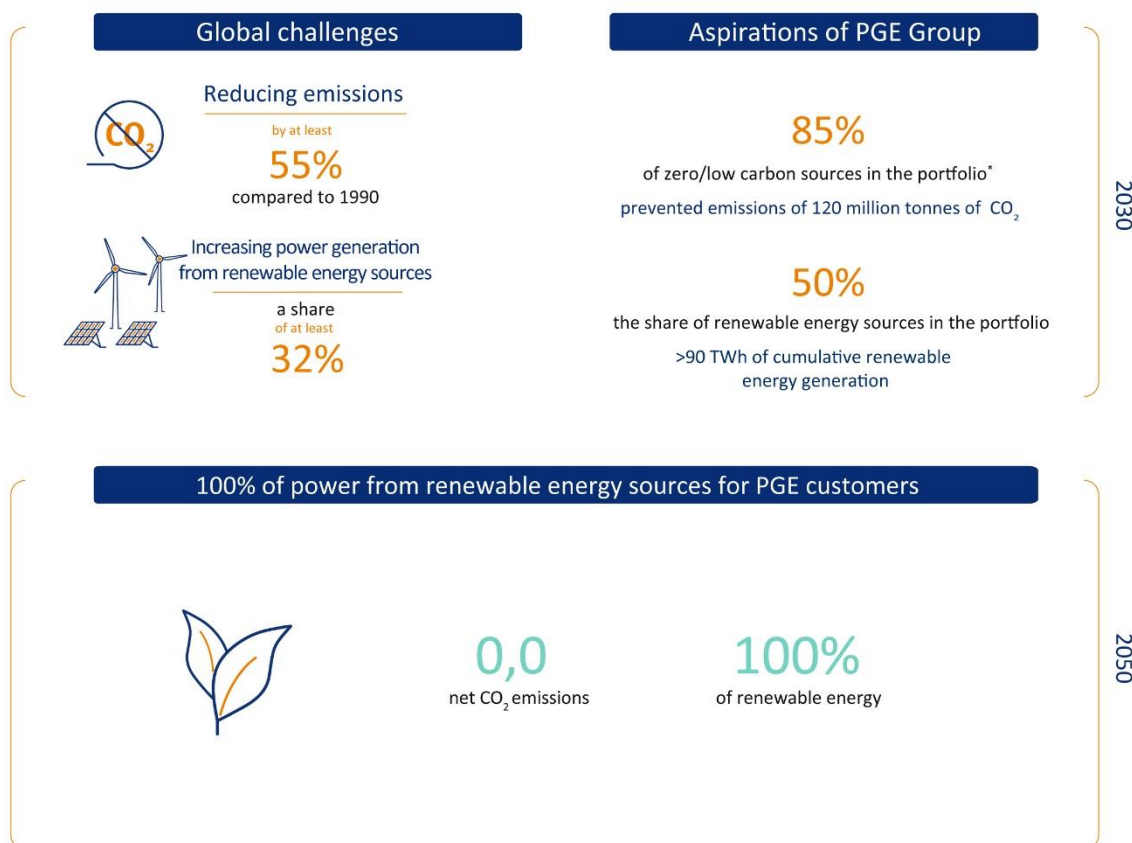 Global challenges
Reducing emissions
CO2
by at least
55%
compared to 1990
Increasing power generation
from renewable energy sources
a share
of at least
32%
Aspirations of PGE Group
85%
of zero/low carbon sources in the portfolio*
prevented emissions of 120 million tonnes of CO2
50%
the share of renewable energy sources in the portfolio
>90 TWh of cumulative renewable
energy generation
2030
100% of power from renewable energy sources for PGE customers
0,0
net CO2 emissions
100%
of renewable energy
2050